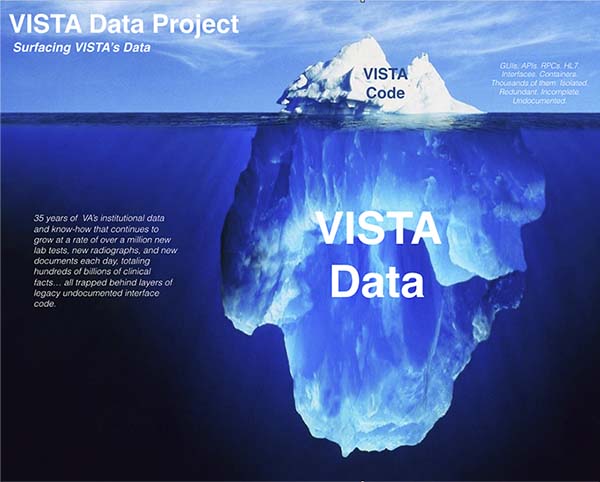 VISTA Data Project
Surfacing VISTA's Data
VISTA
Code
GUIs. APIs. RPCs. HL7.
Interfaces. Containers.
Thousands of them. Isolated.
Redundant. Incomplete.
Undocumented.
35 years of VA's institutional data
and know-how that continues to
grow at a rate of over a million new
lab tests, new radiographs, and new
documents each day, totaling
hundreds of billions of clinical
facts… all trapped behind layers of
legacy undocumented interface
code.
VISTA
Data